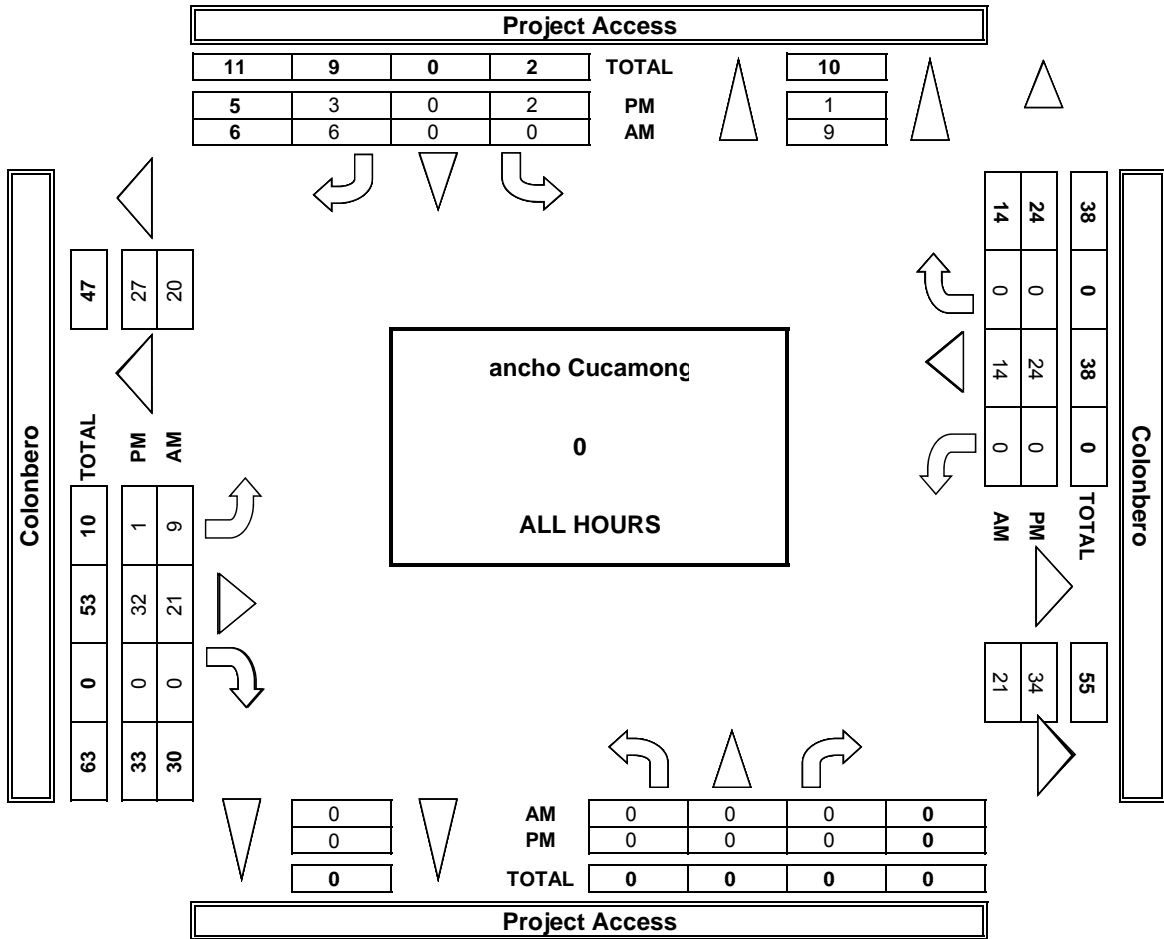 Project Access
11 9 0 2 TOTAL 10
5 3 0 2 PM 1
6 6 0 0 AM 9
Colonbero
47
27
20
TOTAL
PM
AM
10 53 0 63
1 32 0 33
9 21 0 30
ancho Cucamong
0
ALL HOURS
38 0 38 0
24 0 24 0
14 0 14 0
TOTAL
PM
AM
55
34
21
Colonbero
0 AM 0 0 0 0
0 PM 0 0 0 0
0 TOTAL 0 0 0 0
Project Access